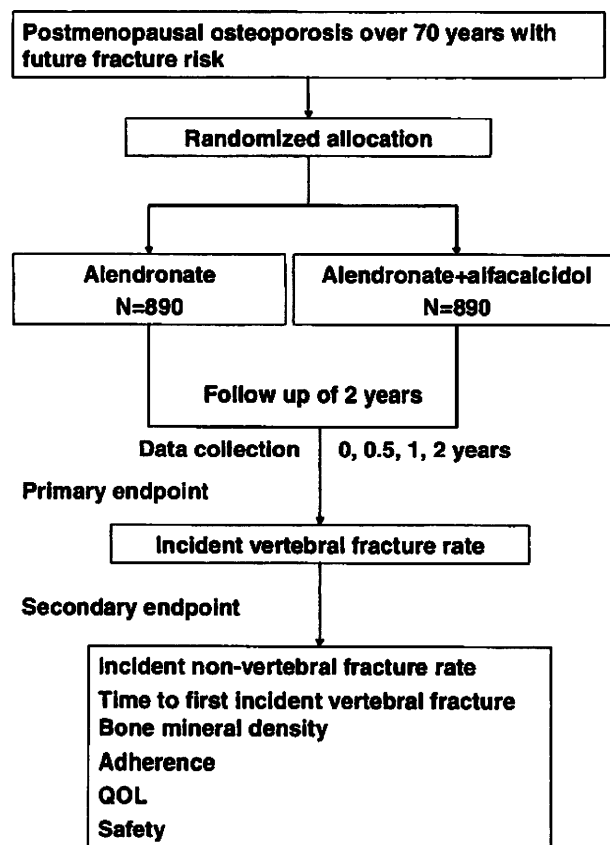 Postmenopausal osteoporosis over 70 years with
future fracture risk
Randomized allocation
Alendronate
N=890
Alendronate+alfacalcidol
N=890
Follow up of 2 years
Data collection
0, 0.5, 1, 2 years
Primary endpoint
Incident vertebral fracture rate
Secondary endpoint
Incident non-vertebral fracture rate
Time to first incident vertebral fracture
Bone mineral density
Adherence
QOL
Safety